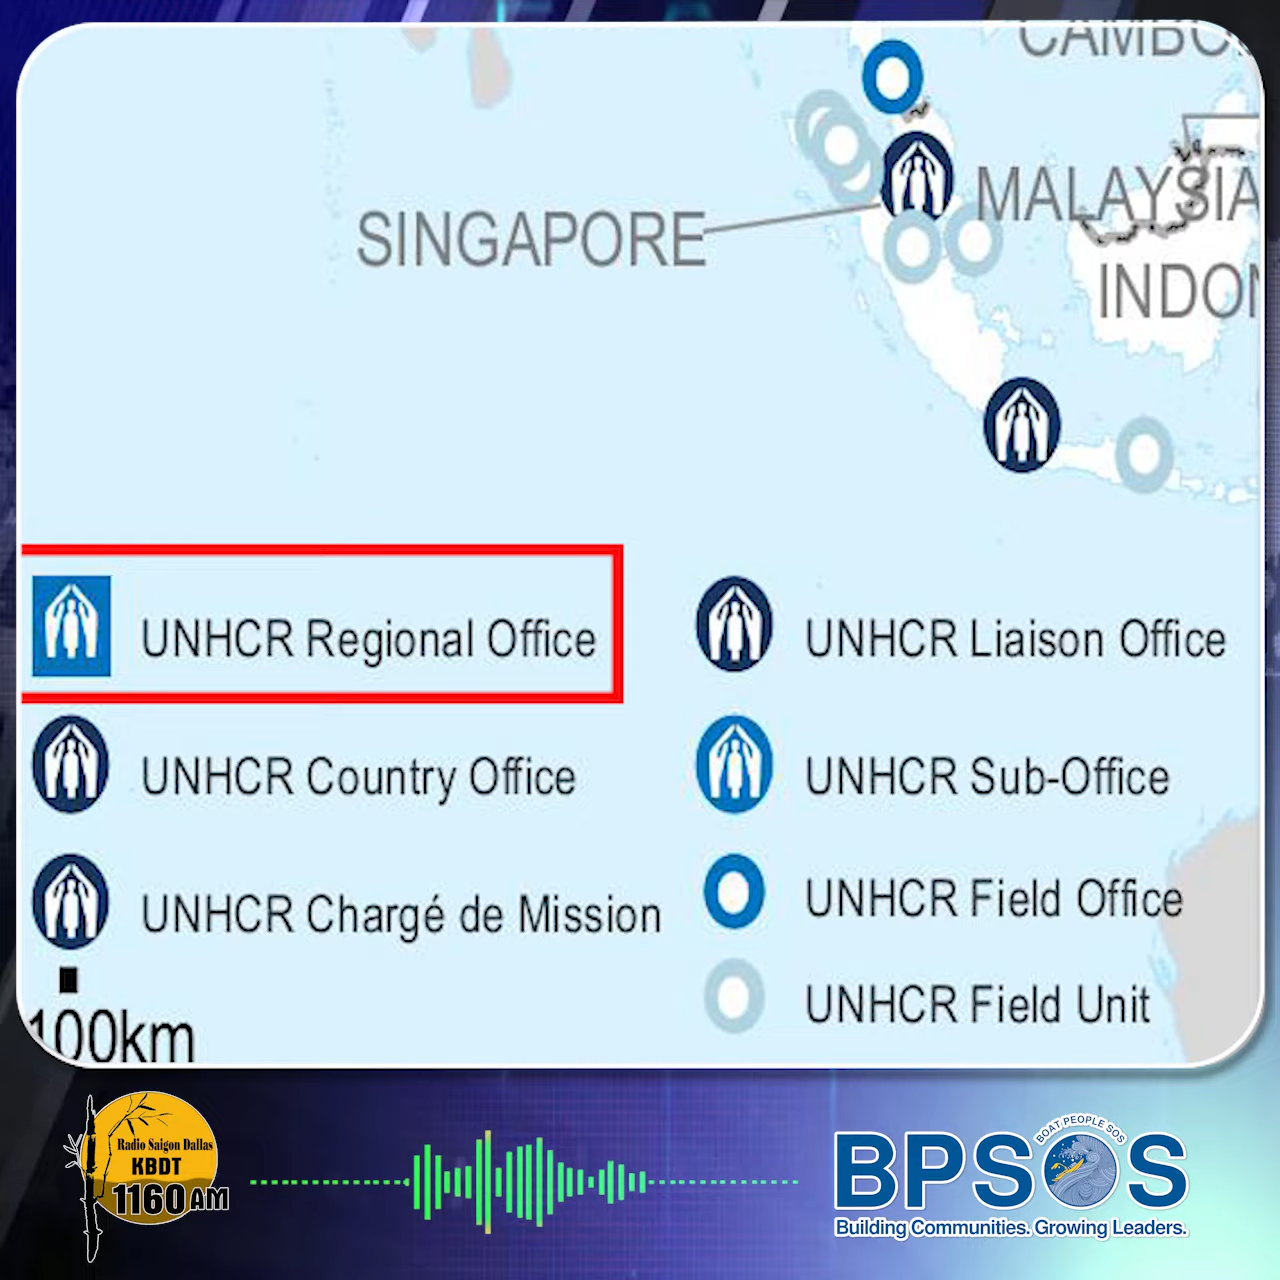 CAMBO
SINGAPORE
MALAYSIA
INDON
UNHCR Regional Office
UNHCR Liaison Office
UNHCR Country Office
UNHCR Sub-Office
UNHCR Chargé de Mission
UNHCR Field Office
UNHCR Field Unit
100km
Radio Saigon Dallas
KBDT
1160 AM
BOAT PEOPLE SOS
BPSOS
Building Communities. Growing Leaders.